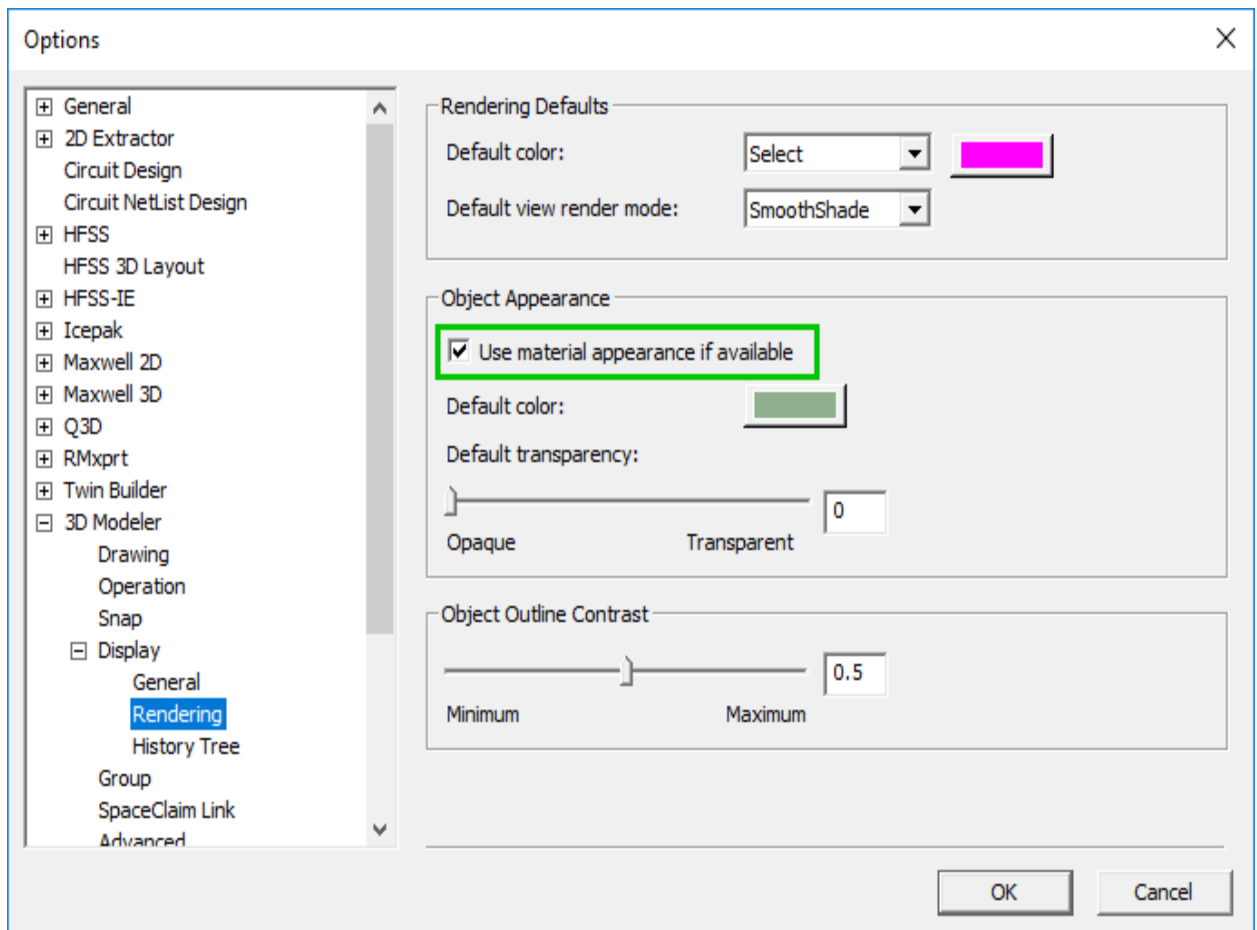 Options
General
2D Extractor
Circuit Design
Circuit NetList Design
HFSS
HFSS 3D Layout
HFSS-IE
Icepak
Maxwell 2D
Maxwell 3D
Q3D
RMxprt
Twin Builder
3D Modeler
Drawing
Operation
Snap
Display
General
Rendering
History Tree
Group
SpaceClaim Link
Advanced
Rendering Defaults
Default color:
Select
Default view render mode:
SmoothShade
Object Appearance
Use material appearance if available
Default color:
Default transparency:
0
Opaque Transparent
Object Outline Contrast
0.5
Minimum Maximum
OK Cancel